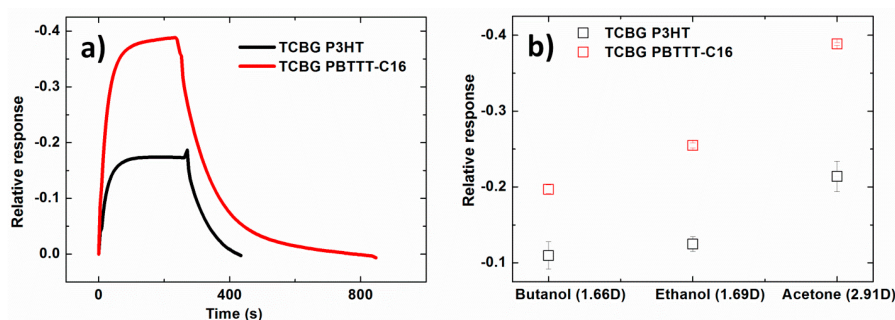 a)
TCBG P3HT
TCBG PBTTT-C16
Relative response
-0.4
-0.3
-0.2
-0.1
0.0
0
400
800
Time (s)
b)
TCBG P3HT
TCBG PBTTT-C16
Relative response
-0.4
-0.3
-0.2
-0.1
Butanol (1.66D)
Ethanol (1.69D)
Acetone (2.91D)